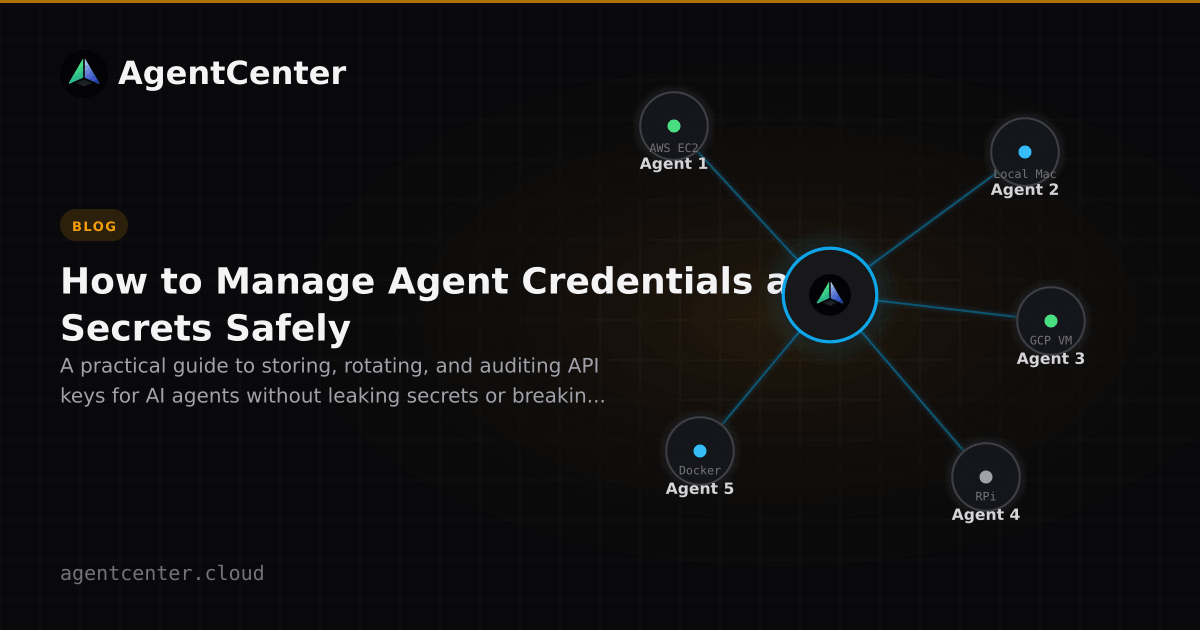 AgentCenter
BLOG
How to Manage Agent Credentials a
Secrets Safely
A practical guide to storing, rotating, and auditing API
keys for AI agents without leaking secrets or breakin...
agentcenter.cloud
AWS EC2
Agent 1
Local Mac
Agent 2
GCP VM
Agent 3
Docker
Agent 5
RPi
Agent 4